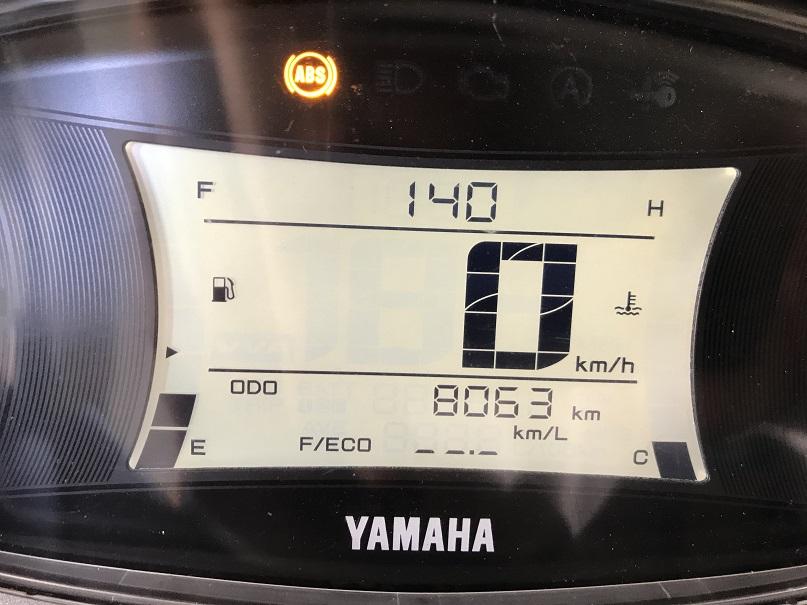 ABS
F 140 H
0 km/h
ODO 8063 km
km/L
E F/ECO --.- C
YAMAHA